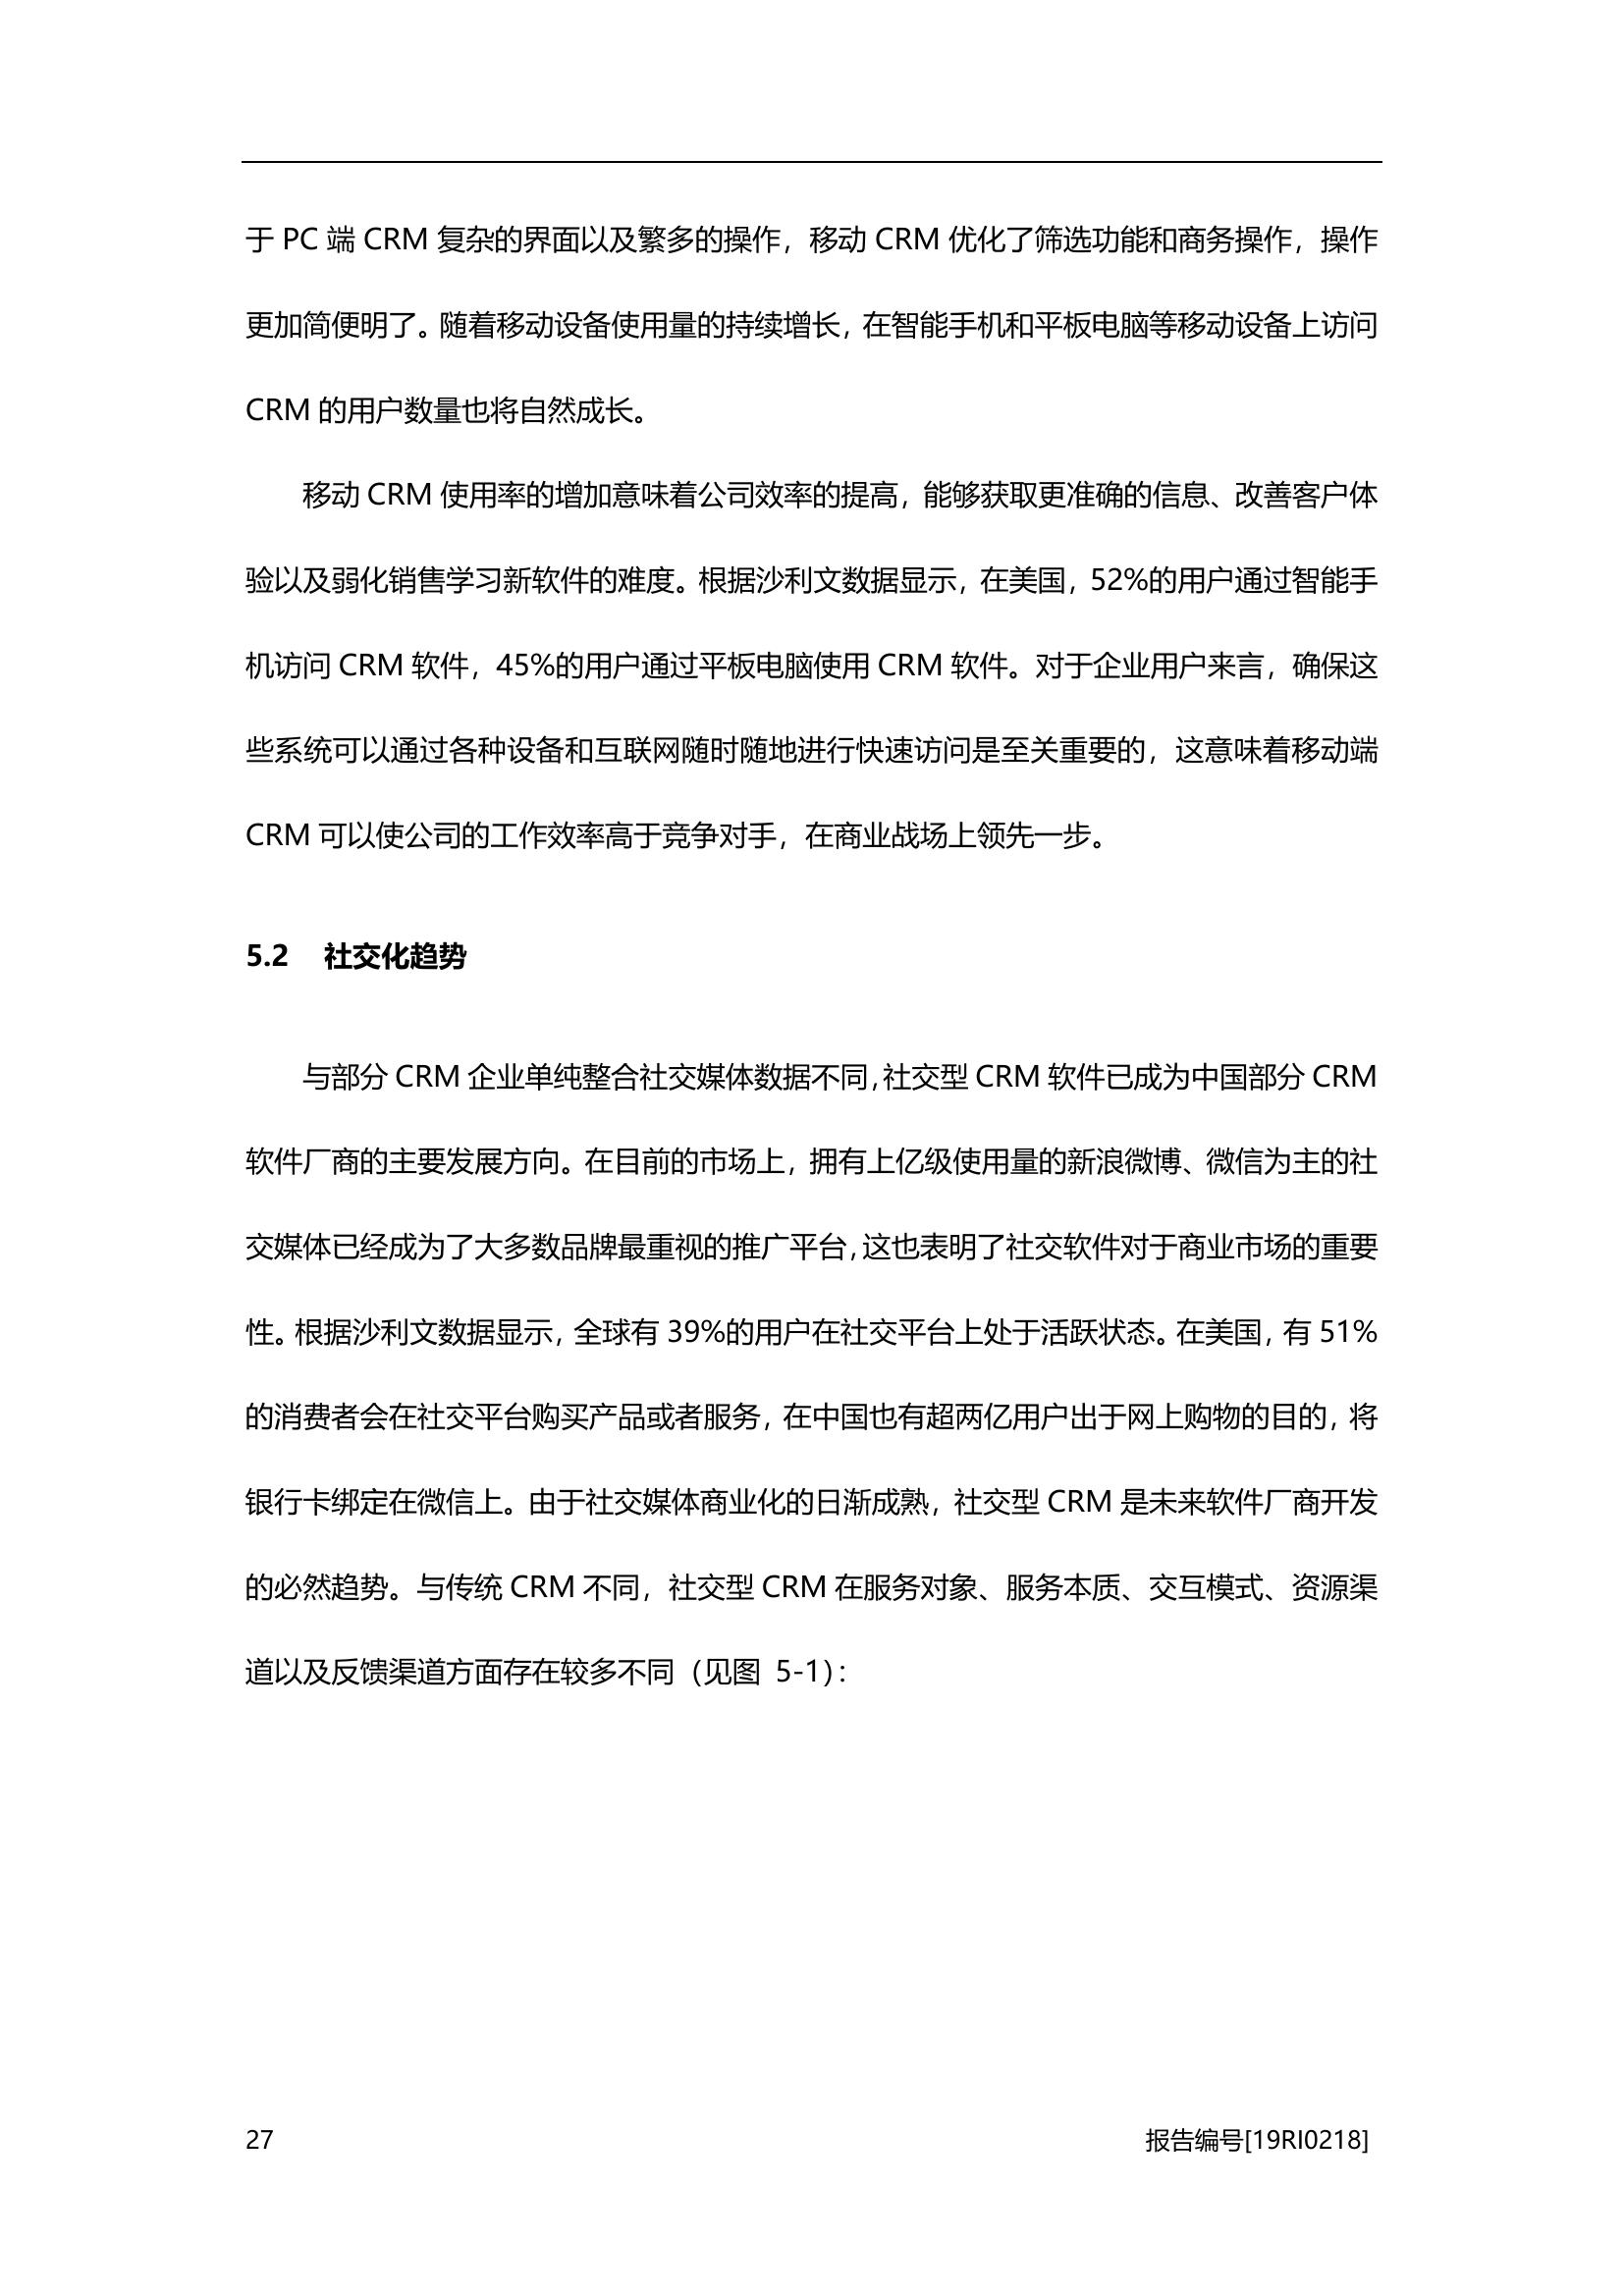 于 PC 端 CRM 复杂的界面以及繁多的操作，移动 CRM 优化了筛选功能和商务操作，操作
更加简便明了。随着移动设备使用量的持续增长，在智能手机和平板电脑等移动设备上访问
CRM 的用户数量也将自然成长。
移动 CRM 使用率的增加意味着公司效率的提高，能够获取更准确的信息、改善客户体
验以及弱化销售学习新软件的难度。根据沙利文数据显示，在美国，52%的用户通过智能手
机访问 CRM 软件，45%的用户通过平板电脑使用 CRM 软件。对于企业用户来言，确保这
些系统可以通过各种设备和互联网随时随地进行快速访问是至关重要的，这意味着移动端
CRM 可以使公司的工作效率高于竞争对手，在商业战场上领先一步。
5.2 社交化趋势
与部分 CRM 企业单纯整合社交媒体数据不同，社交型 CRM 软件已成为中国部分 CRM
软件厂商的主要发展方向。在目前的市场上，拥有上亿级使用量的新浪微博、微信为主的社
交媒体已经成为了大多数品牌最重视的推广平台，这也表明了社交软件对于商业市场的重要
性。根据沙利文数据显示，全球有 39%的用户在社交平台上处于活跃状态。在美国，有 51%
的消费者会在社交平台购买产品或者服务，在中国也有超两亿用户出于网上购物的目的，将
银行卡绑定在微信上。由于社交媒体商业化的日渐成熟，社交型 CRM 是未来软件厂商开发
的必然趋势。与传统 CRM 不同，社交型 CRM 在服务对象、服务本质、交互模式、资源渠
道以及反馈渠道方面存在较多不同（见图 5-1）：
27 报告编号[19RI0218]